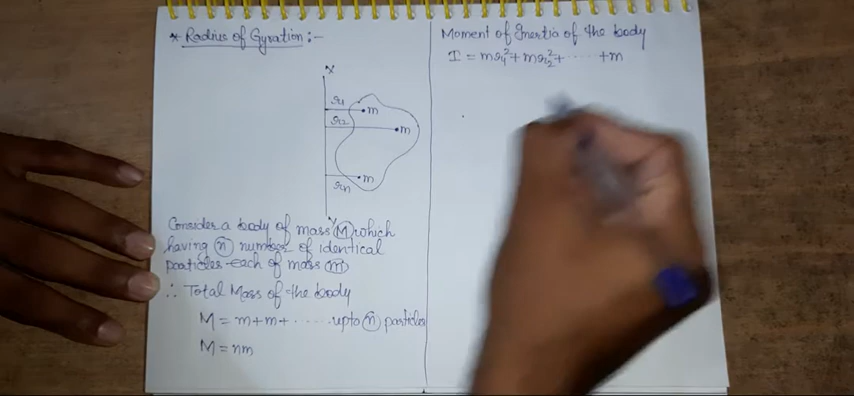 * Radius of Gyration :-
X
r1 m
r2 m
rn m
Y
Consider a body of mass M which
having n number of identical
particles each of mass m
∴ Total Mass of the body
M = m+m+ ...... upto n particles
M = nm
Moment of Inertia of the body
I = mr1² + mr2² + ...... + m